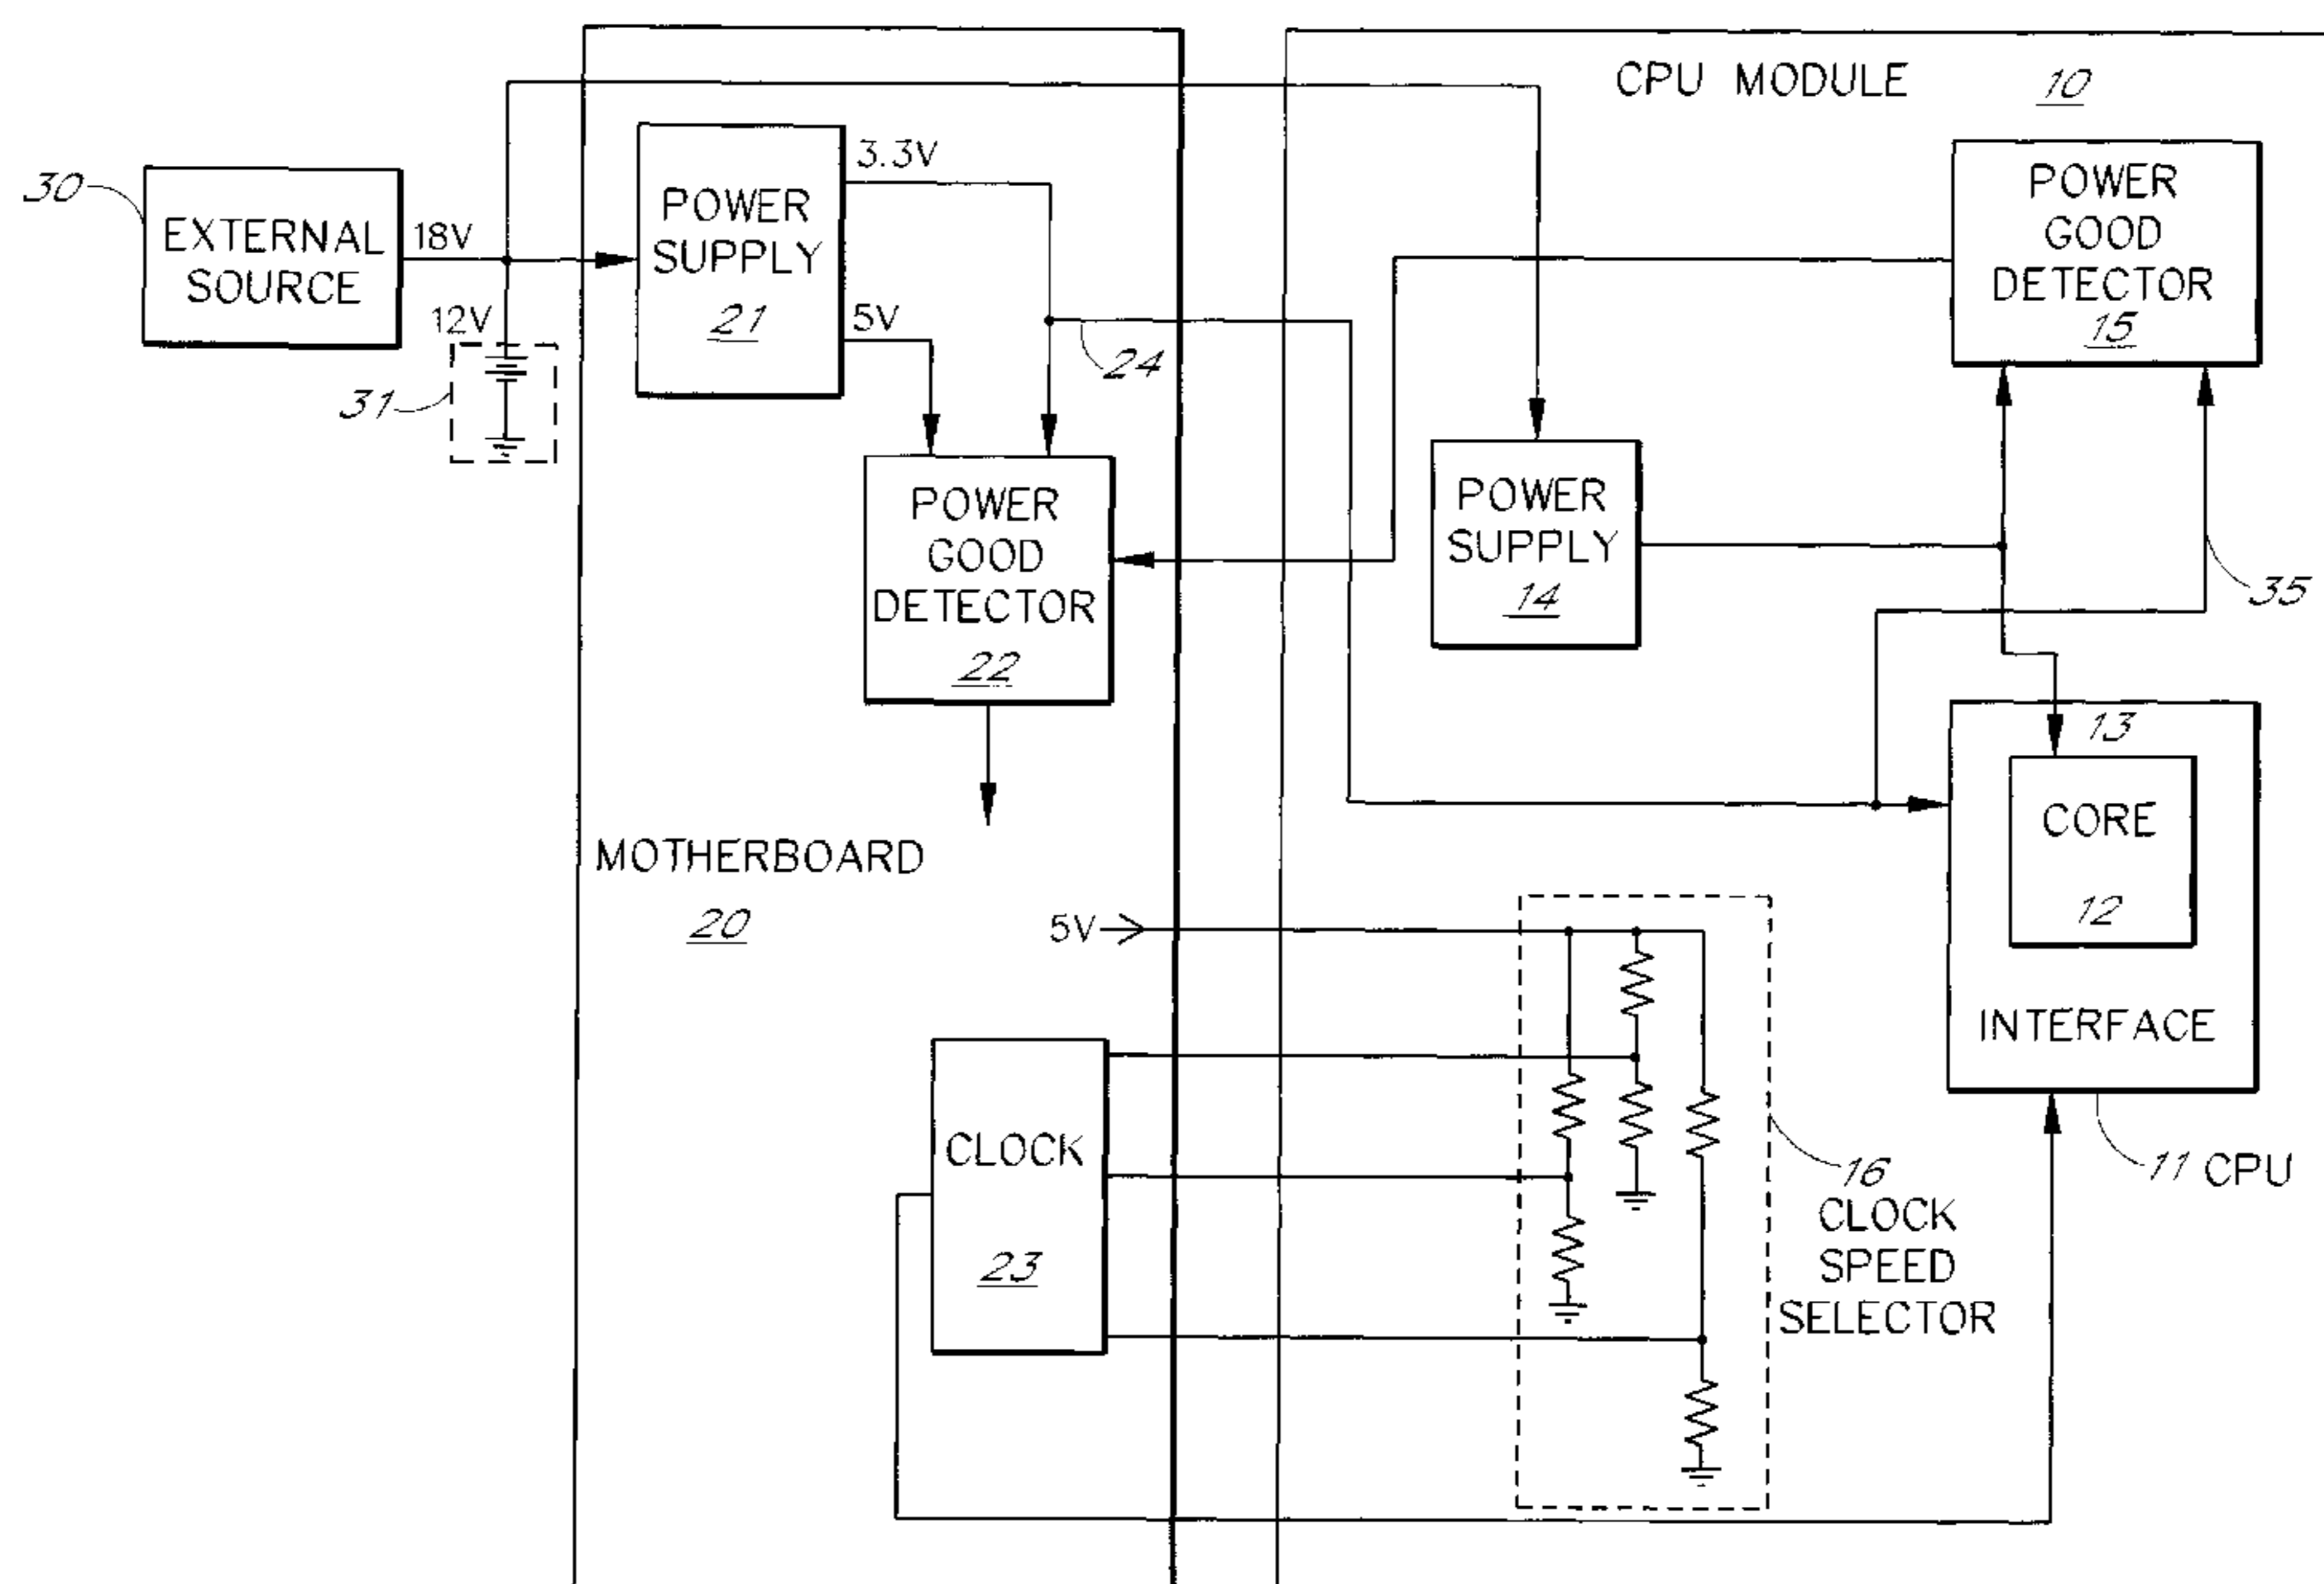 CPU MODULE 10
30
EXTERNAL
SOURCE
18V
12V
31
POWER
SUPPLY
21
3.3V
5V
24
POWER
GOOD
DETECTOR
22
MOTHERBOARD
20
POWER
GOOD
DETECTOR
15
POWER
SUPPLY
14
35
13
CORE
12
INTERFACE
11 CPU
5V
CLOCK
23
16
CLOCK
SPEED
SELECTOR